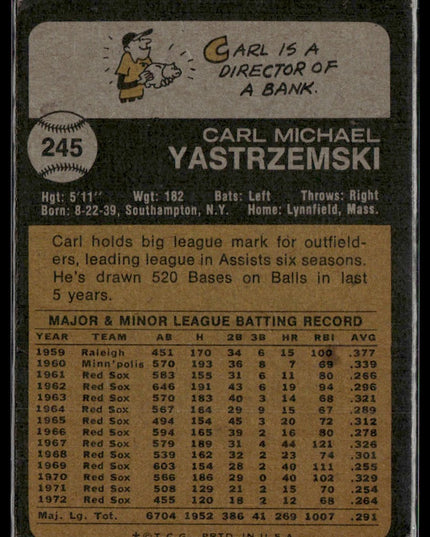 CARL IS A
DIRECTOR OF
A BANK.
245
CARL MICHAEL
YASTRZEMSKI
Hgt: 5'11" Wgt: 182 Bats: Left Throws: Right
Born: 8-22-39, Southampton, N.Y. Home: Lynnfield, Mass.
Carl holds big league mark for outfield-
ers, leading league in Assists six seasons.
He's drawn 520 Bases on Balls in last
5 years.
MAJOR & MINOR LEAGUE BATTING RECORD
YEAR TEAM AB H 2B 3B HR RBI AVG
1959 Raleigh 451 170 34 6 15 100 .377
1960 Minn'polis 570 193 36 8 7 69 .339
1961 Red Sox 583 155 31 6 11 80 .266
1962 Red Sox 646 191 43 6 19 94 .296
1963 Red Sox 570 183 40 3 14 68 .321
1964 Red Sox 567 164 29 9 15 67 .289
1965 Red Sox 494 154 45 3 20 72 .312
1966 Red Sox 594 165 39 2 16 80 .278
1967 Red Sox 579 189 31 4 44 121 .326
1968 Red Sox 539 162 32 2 23 74 .301
1969 Red Sox 603 154 28 2 40 111 .255
1970 Red Sox 566 186 29 0 40 102 .329
1971 Red Sox 508 129 21 2 15 70 .254
1972 Red Sox 455 120 18 2 12 68 .264
Maj. Lg. Tot. 6704 1952 386 41 269 1007 .291
* © T.C.G. PRTD. IN U.S.A.